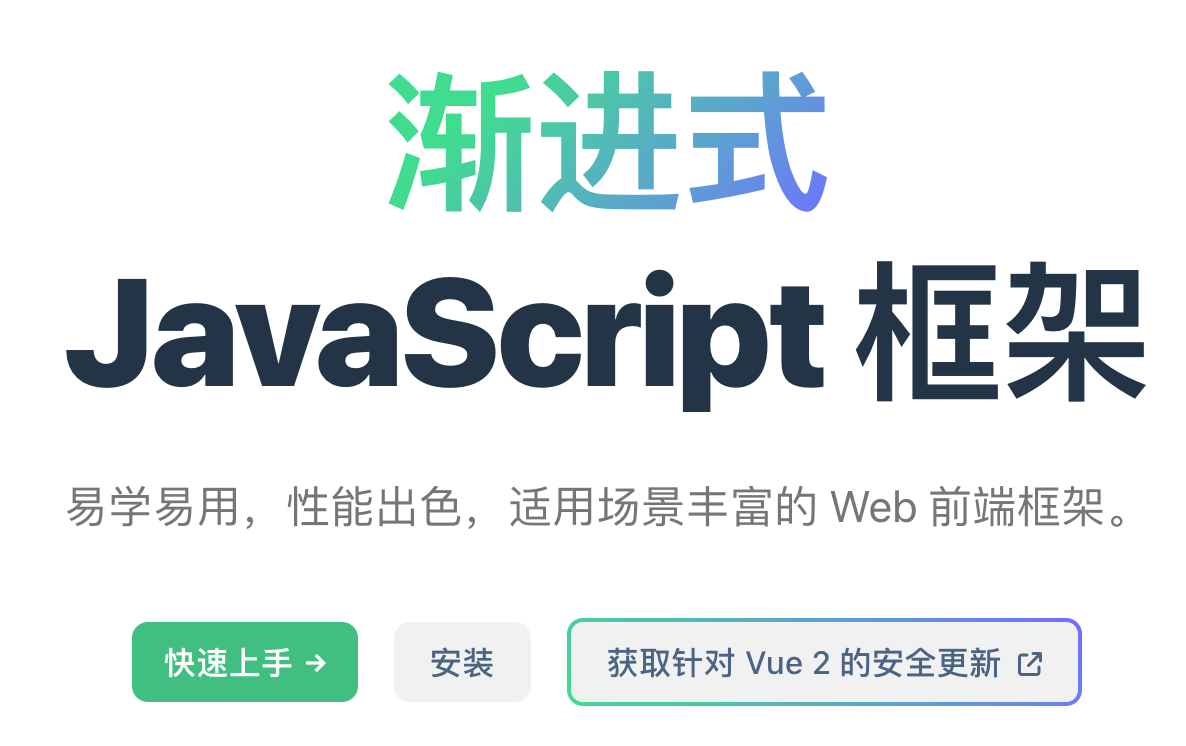 渐进式
JavaScript 框架
易学易用，性能出色，适用场景丰富的 Web 前端框架。
快速上手 → 安装 获取针对 Vue 2 的安全更新